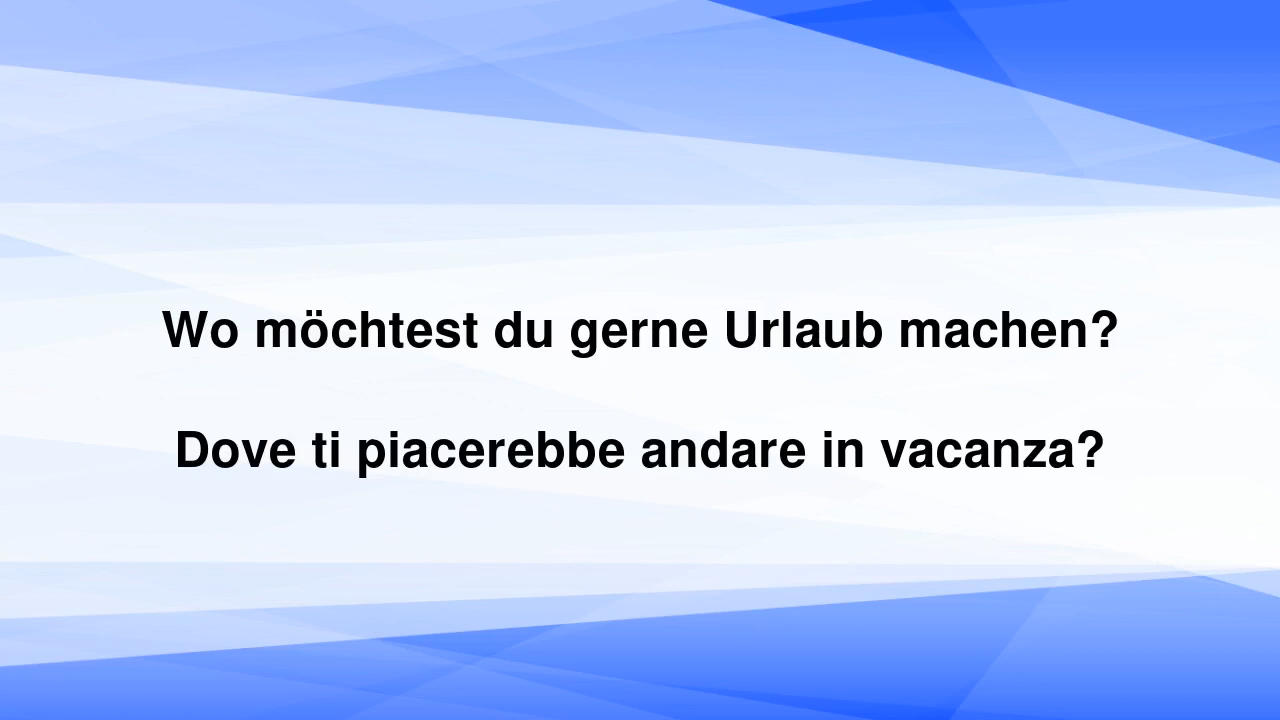 Wo möchtest du gerne Urlaub machen?
Dove ti piacerebbe andare in vacanza?